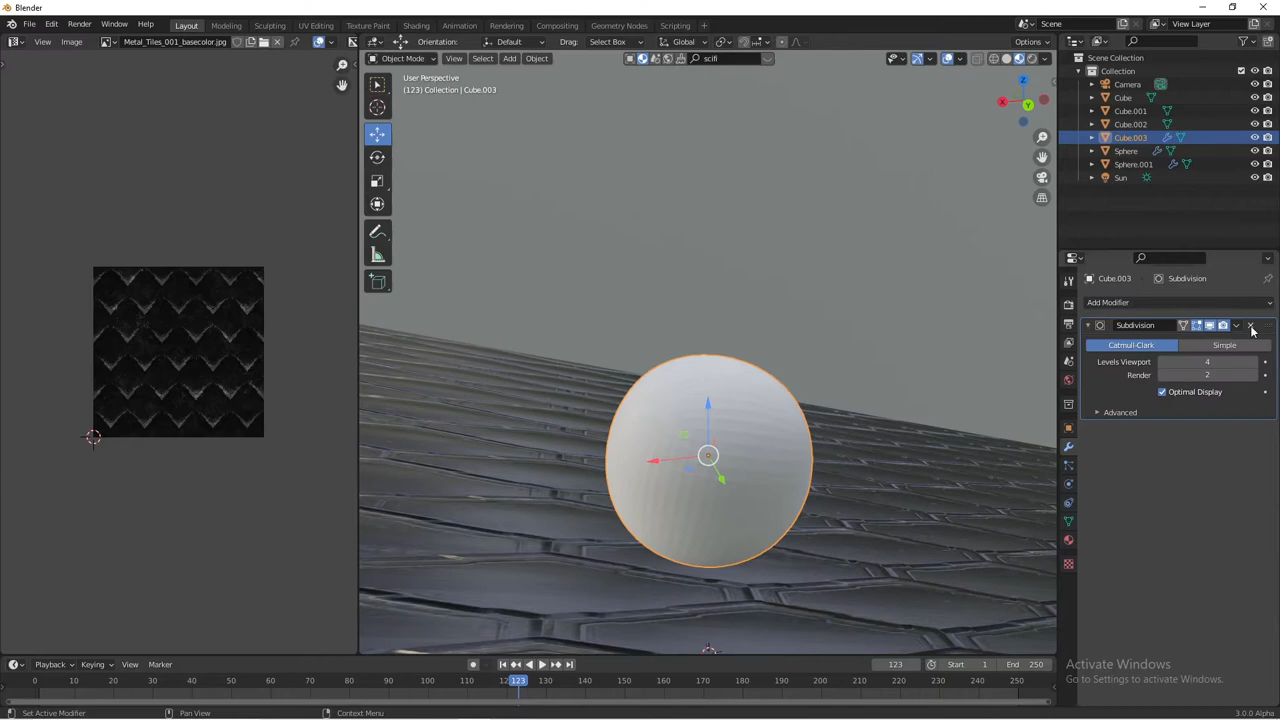 Blender
File Edit Render Window Help Layout Modeling Sculpting UV Editing Texture Paint Shading Animation Rendering Compositing Geometry Nodes Scripting + Scene View Layer
View Image Metal_Tiles_001_basecolor.jpg Orientation: Default Drag: Select Box Global Options
Object Mode View Select Add Object scifi
User Perspective
(123) Collection | Cube.003
Z
X
Y
Scene Collection
Collection
Camera
Cube
Cube.001
Cube.002
Cube.003
Sphere
Sphere.001
Sun
Cube.003 Subdivision
Add Modifier
Subdivision
Catmull-Clark Simple
Levels Viewport 4
Render 2
Optimal Display
Advanced
Playback Keying View Marker 123 Start 1 End 250
0 10 20 30 40 50 60 70 80 90 100 110 123 130 140 150 160 170 180 190 200 210 220 230 240 250
Activate Windows
Go to Settings to activate Windows.
Set Active Modifier Pan View Context Menu 3.0.0 Alpha